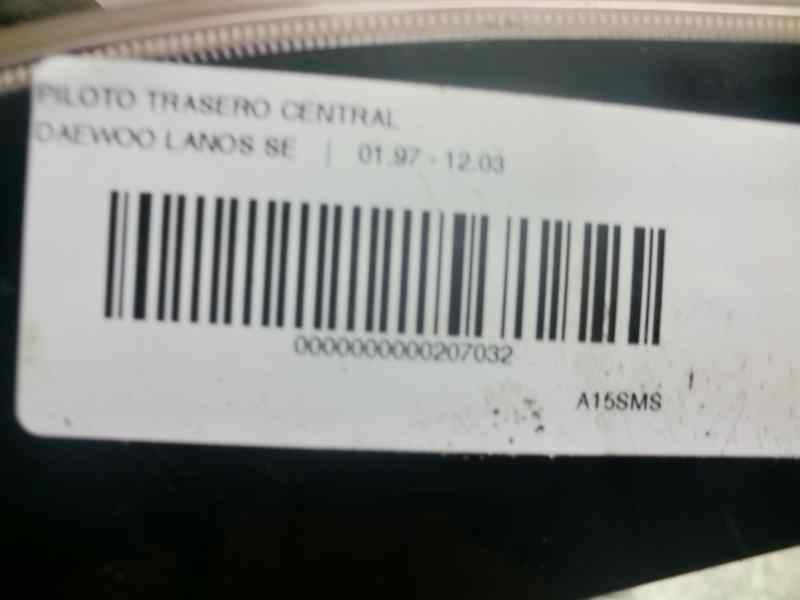 PILOTO TRASERO CENTRAL
DAEWOO LANOS SE | 01.97 - 12.03
0000000000207032
A15SMS